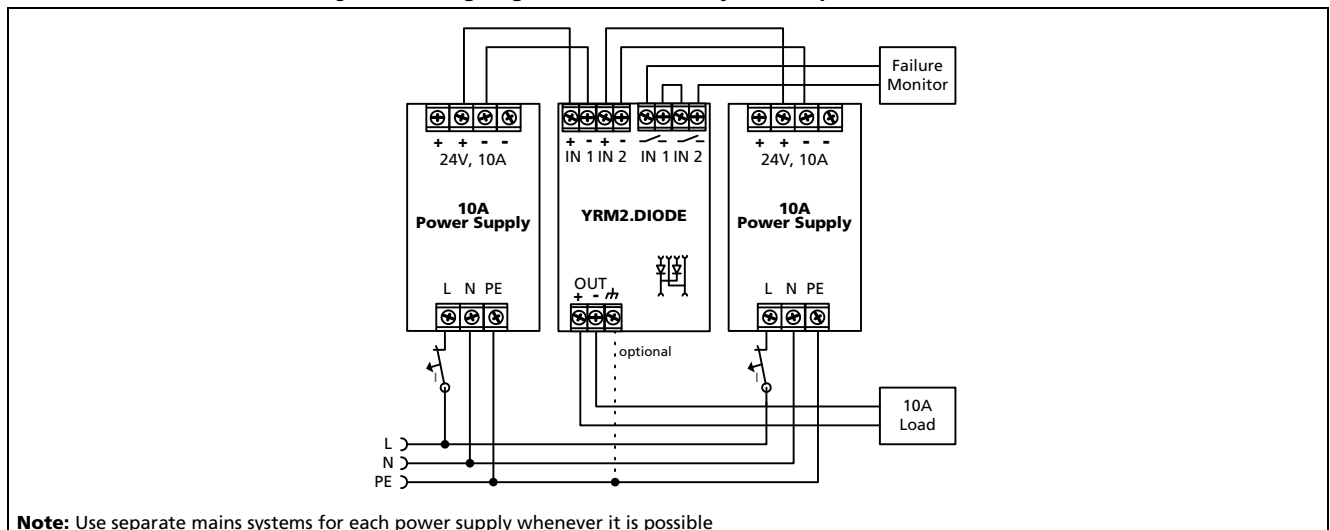 Failure
Monitor
+ + - -
24V, 10A
10A
Power Supply
L N PE
+ - + -
IN 1 IN 2 IN 1 IN 2
YRM2.DIODE
OUT
+ -
optional
+ + - -
24V, 10A
10A
Power Supply
L N PE
I
I
10A
Load
L
N
PE
Note: Use separate mains systems for each power supply whenever it is possible